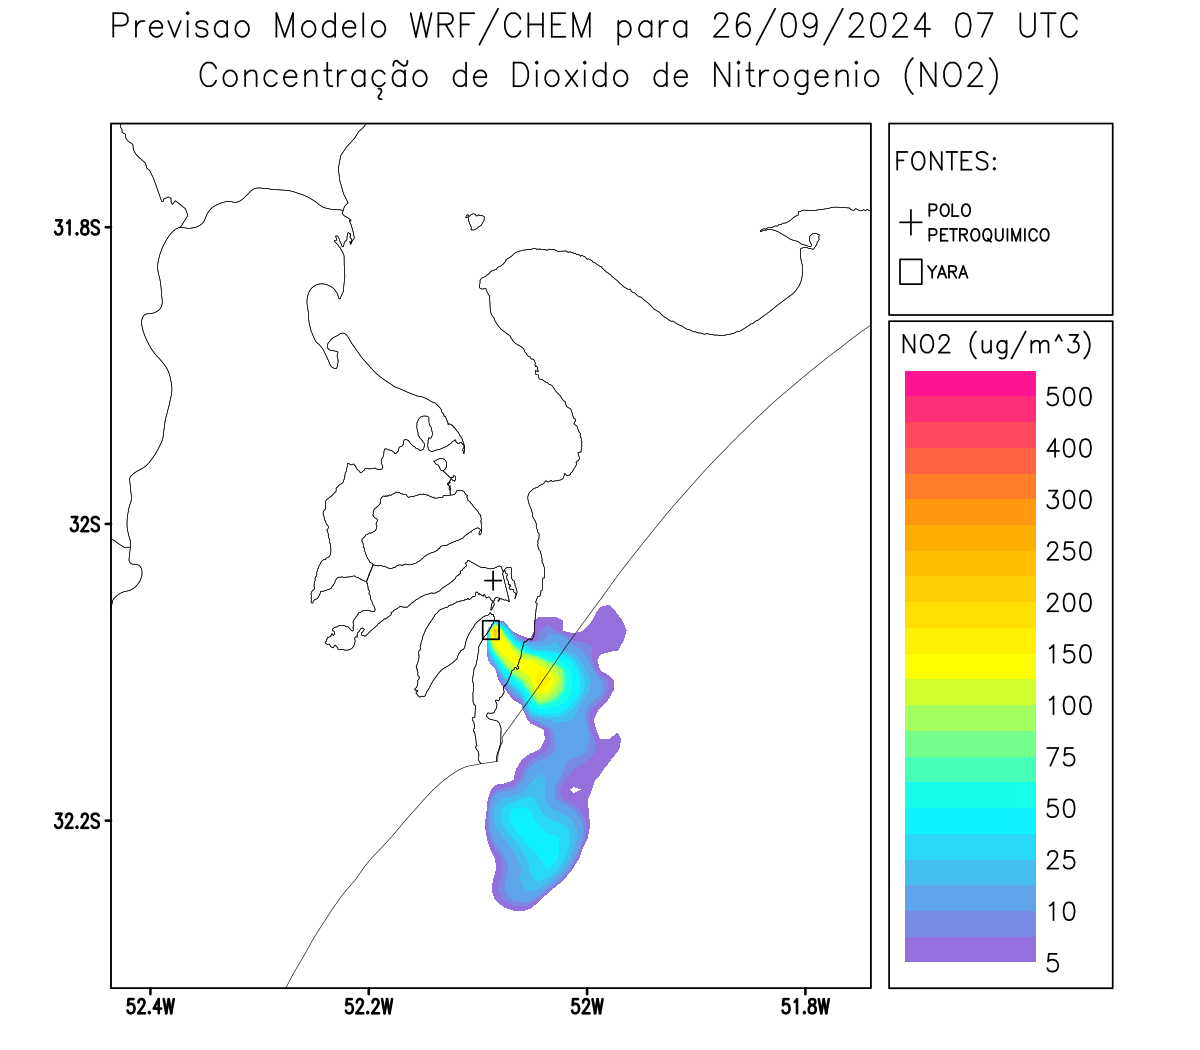 Previsao Modelo WRF/CHEM para 26/09/2024 07 UTC
Concentração de Dioxido de Nitrogenio (NO2)
FONTES:
POLO
PETROQUIMICO
YARA
NO2 (ug/m^3)
500
400
300
250
200
150
100
75
50
25
10
5
31.8S
32S
32.2S
52.4W
52.2W
52W
51.8W